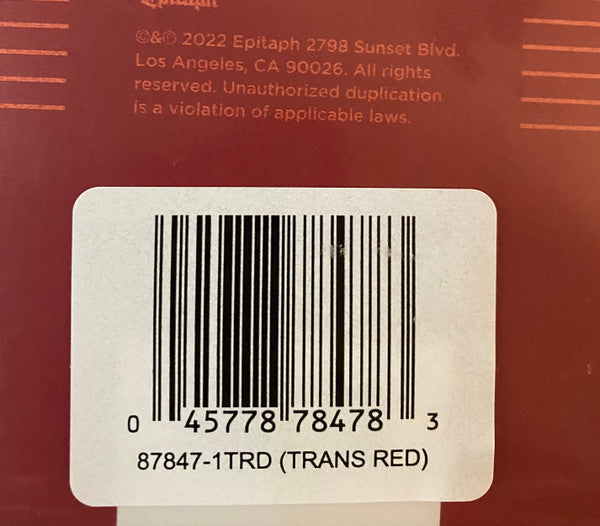 Epitaph
©&℗ 2022 Epitaph 2798 Sunset Blvd.
Los Angeles, CA 90026. All rights
reserved. Unauthorized duplication
is a violation of applicable laws.
0 45778 78478 3
87847-1TRD (TRANS RED)